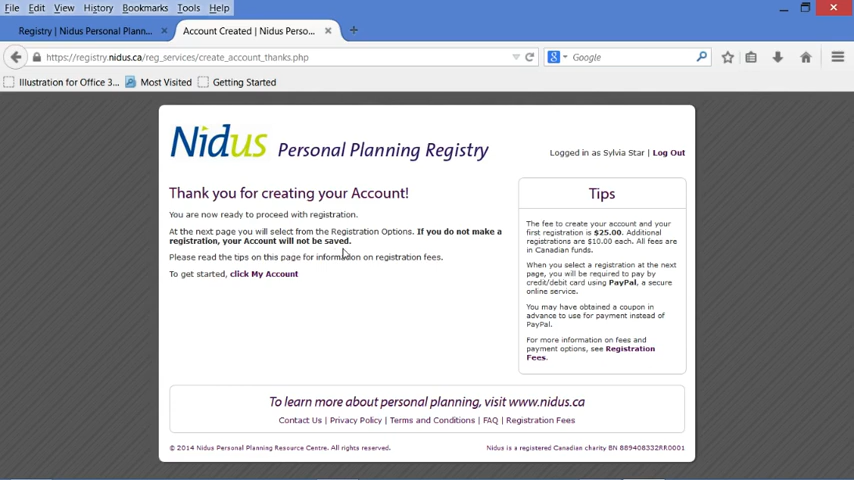 File Edit View History Bookmarks Tools Help
Registry | Nidus Personal Plann... × Account Created | Nidus Perso... × +
https://registry.nidus.ca/reg_services/create_account_thanks.php Google
Illustration for Office 3... Most Visited Getting Started
Nidus Personal Planning Registry
Logged in as Sylvia Star | Log Out
Thank you for creating your Account!
You are now ready to proceed with registration.
At the next page you will select from the Registration Options. If you do not make a
registration, your Account will not be saved.
Please read the tips on this page for information on registration fees.
To get started, click My Account
Tips
The fee to create your account and your
first registration is $25.00. Additional
registrations are $10.00 each. All fees are
in Canadian funds.
When you select a registration at the next
page, you will be required to pay by
credit/debit card using PayPal, a secure
online service.
You may have obtained a coupon in
advance to use for payment instead of
PayPal.
For more information on fees and
payment options, see Registration
Fees.
To learn more about personal planning, visit www.nidus.ca
Contact Us | Privacy Policy | Terms and Conditions | FAQ | Registration Fees
© 2014 Nidus Personal Planning Resource Centre. All rights reserved.
Nidus is a registered Canadian charity BN 889408332RR0001